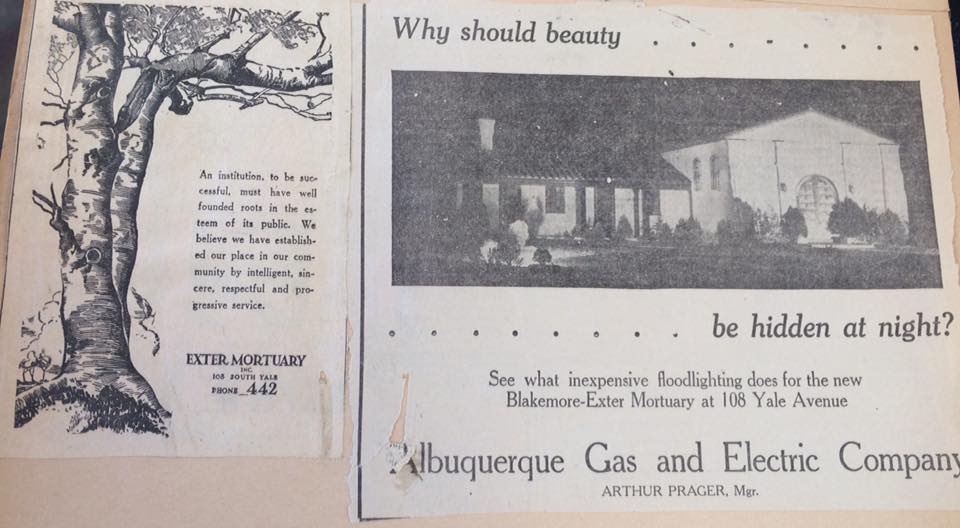 An institution, to be suc-
cessful, must have well
founded roots in the es-
teem of its public. We
believe we have establish-
ed our place in our com-
munity by intelligent, sin-
cere, respectful and pro-
gressive service.
EXTER MORTUARY
INC.
108 SOUTH YALE
PHONE 442
Why should beauty . . . . . . . .
. . . . . . . . . be hidden at night?
See what inexpensive floodlighting does for the new
Blakemore-Exter Mortuary at 108 Yale Avenue
Albuquerque Gas and Electric Company
ARTHUR PRAGER, Mgr.